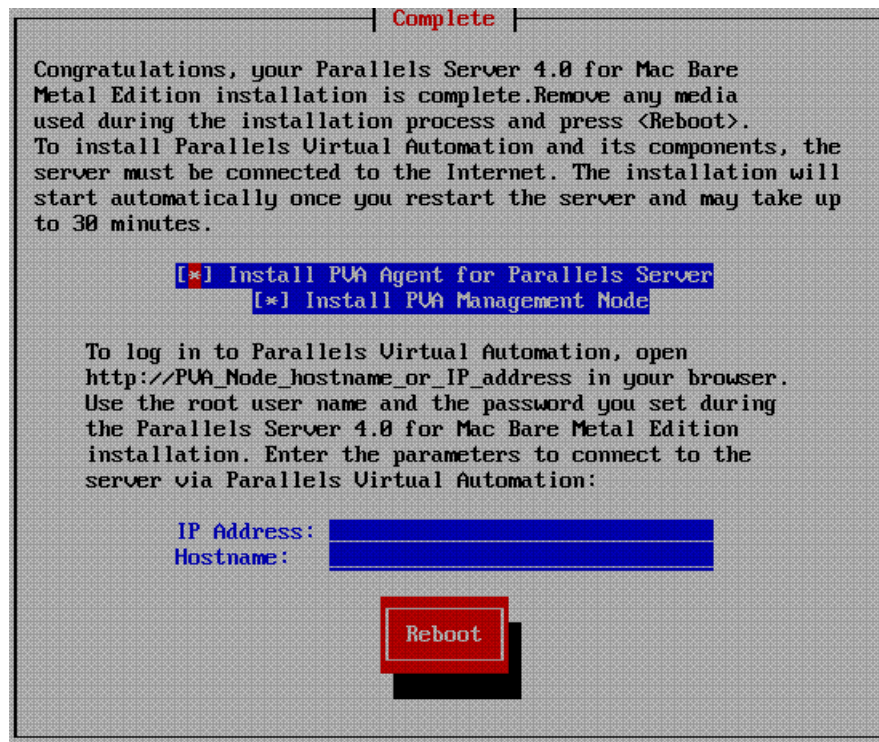 Complete
Congratulations, your Parallels Server 4.0 for Mac Bare
Metal Edition installation is complete.Remove any media
used during the installation process and press <Reboot>.
To install Parallels Virtual Automation and its components, the
server must be connected to the Internet. The installation will
start automatically once you restart the server and may take up
to 30 minutes.
[*] Install PVA Agent for Parallels Server
[*] Install PVA Management Node
To log in to Parallels Virtual Automation, open
http://PVA_Node_hostname_or_IP_address in your browser.
Use the root user name and the password you set during
the Parallels Server 4.0 for Mac Bare Metal Edition
installation. Enter the parameters to connect to the
server via Parallels Virtual Automation:
IP Address:
Hostname:
Reboot